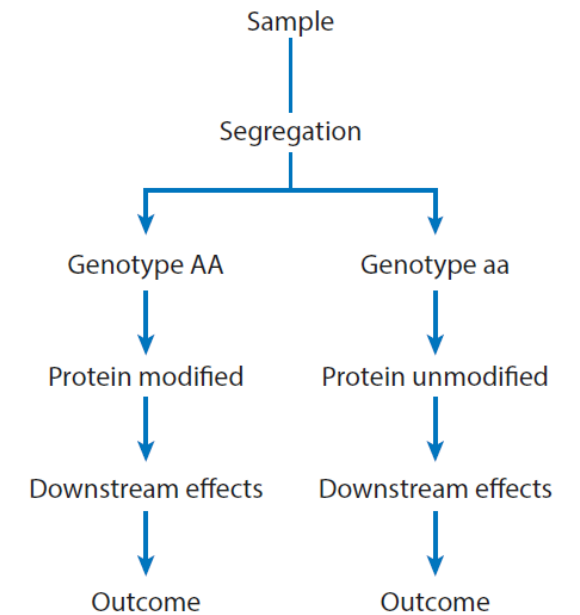 Sample
Segregation
Genotype AA
Genotype aa
Protein modified
Protein unmodified
Downstream effects
Downstream effects
Outcome
Outcome